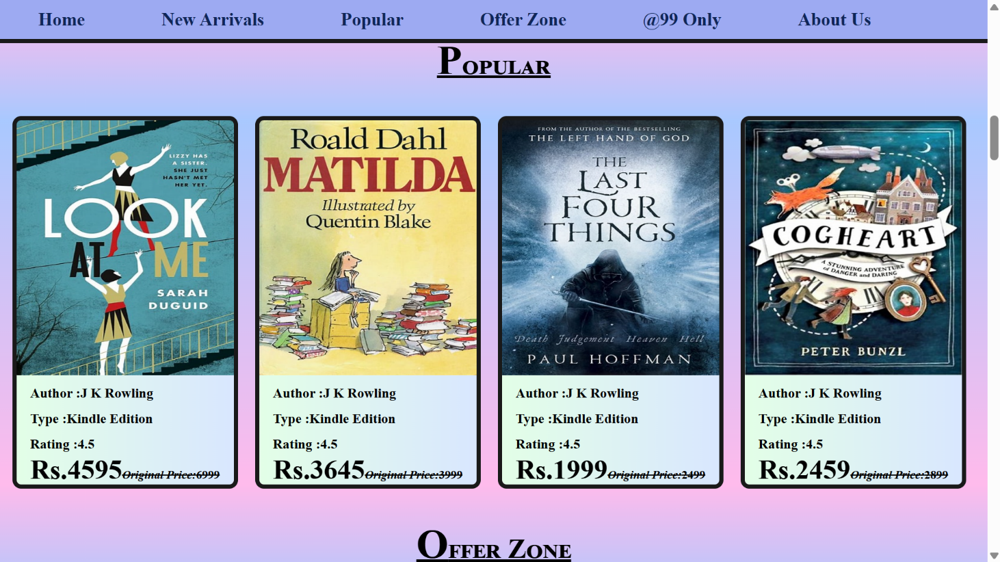 Home New Arrivals Popular Offer Zone @99 Only About Us
POPULAR
LIZZY HAS
A SISTER.
SHE JUST
HASN'T MET
HER YET.
LOOK
AT ME
SARAH
DUGUID
Author :J K Rowling
Type :Kindle Edition
Rating :4.5
Rs.4595Original Price:6999
Roald Dahl
MATILDA
Illustrated by
Quentin Blake
Author :J K Rowling
Type :Kindle Edition
Rating :4.5
Rs.3645Original Price:3999
FROM THE AUTHOR OF THE BESTSELLING
THE LEFT HAND OF GOD
THE
LAST
FOUR
THINGS
Death Judgement Heaven Hell
PAUL HOFFMAN
Author :J K Rowling
Type :Kindle Edition
Rating :4.5
Rs.1999Original Price:2499
COGHEART
A STUNNING ADVENTURE
of DANGER and DARING
PETER BUNZL
Author :J K Rowling
Type :Kindle Edition
Rating :4.5
Rs.2459Original Price:2899
OFFER ZONE